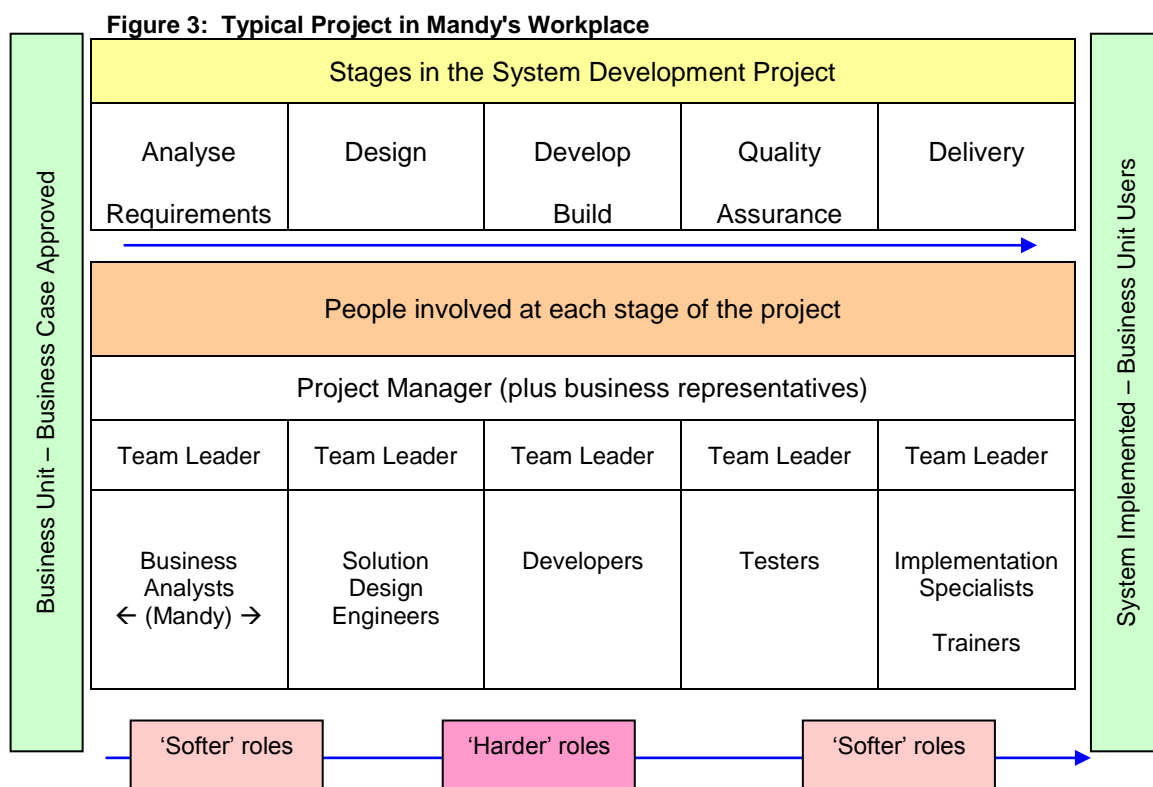 Figure 3: Typical Project in Mandy's Workplace
Business Unit – Business Case Approved
Stages in the System Development Project
Analyse
Requirements
Design
Develop
Build
Quality
Assurance
Delivery
People involved at each stage of the project
Project Manager (plus business representatives)
Team Leader
Team Leader
Team Leader
Team Leader
Team Leader
Business
Analysts
← (Mandy) →
Solution
Design
Engineers
Developers
Testers
Implementation
Specialists
Trainers
‘Softer’ roles
‘Harder’ roles
‘Softer’ roles
System Implemented – Business Unit Users